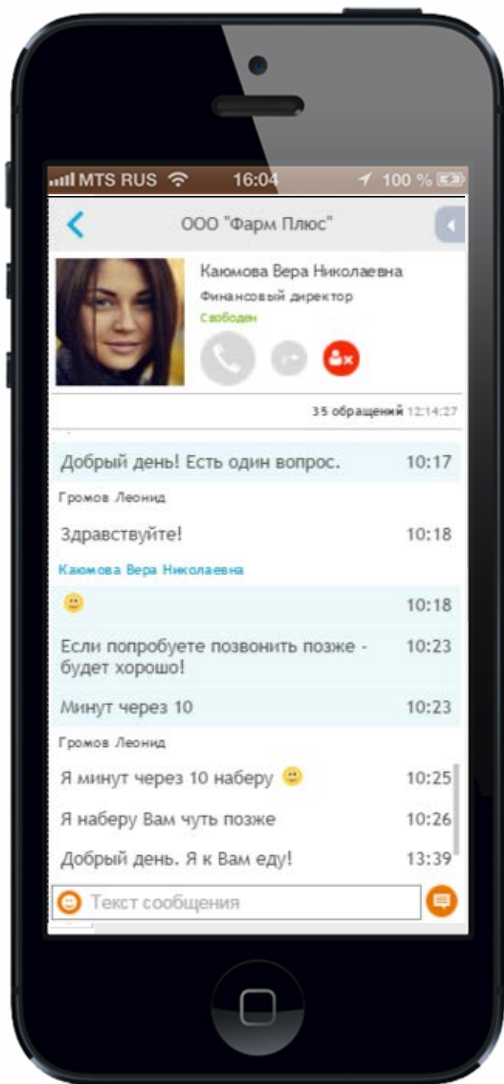 MTS RUS 16:04 100 %
ООО "Фарм Плюс"
Каюмова Вера Николаевна
Финансовый директор
Свободен
35 обращений 12:14:27
Добрый день! Есть один вопрос. 10:17
Громов Леонид
Здравствуйте! 10:18
Каюмова Вера Николаевна
10:18
Если попробуете позвонить позже - 10:23
будет хорошо!
Минут через 10 10:23
Громов Леонид
Я минут через 10 наберу 10:25
Я наберу Вам чуть позже 10:26
Добрый день. Я к Вам еду! 13:39
Текст сообщения